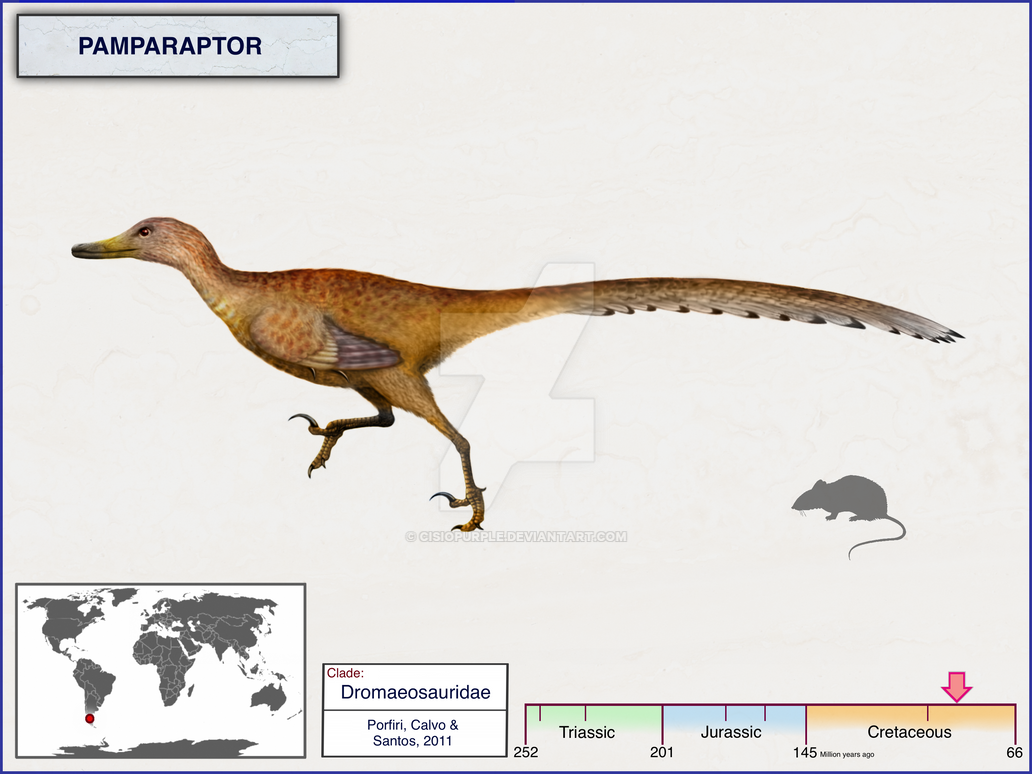 PAMPARAPTOR
© CISIOPURPLE.DEVIANTART.COM
Clade:
Dromaeosauridae
Porfiri, Calvo &
Santos, 2011
Triassic
Jurassic
Cretaceous
252
201
145 Million years ago
66